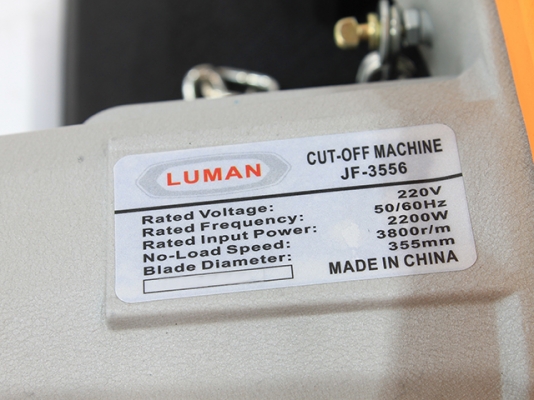 LUMAN
CUT-OFF MACHINE
JF-3556
Rated Voltage: 220V
Rated Frequency: 50/60Hz
Rated Input Power: 2200W
No-Load Speed: 3800r/m
Blade Diameter: 355mm
MADE IN CHINA